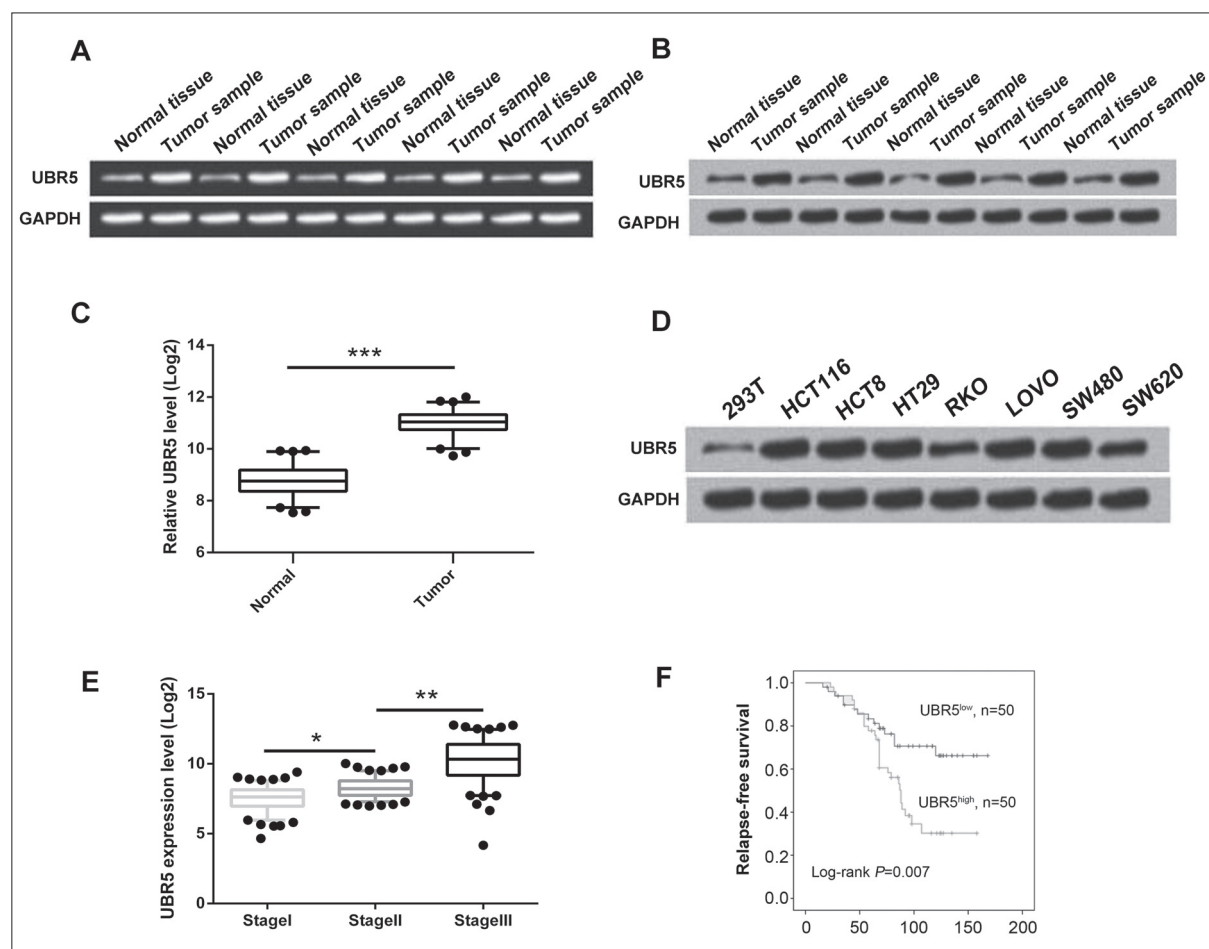 A
Normal tissue
Tumor sample
Normal tissue
Tumor sample
Normal tissue
Tumor sample
Normal tissue
Tumor sample
Normal tissue
Tumor sample
UBR5
GAPDH
B
Normal tissue
Tumor sample
Normal tissue
Tumor sample
Normal tissue
Tumor sample
Normal tissue
Tumor sample
Normal tissue
Tumor sample
UBR5
GAPDH
C
Relative UBR5 level (Log2)
14
12
10
8
6
***
Normal
Tumor
D
293T
HCT116
HCT8
HT29
RKO
LOVO
SW480
SW620
UBR5
GAPDH
E
UBR5 expression level (Log2)
15
10
5
0
*
**
StageI
StageII
StageIII
F
Relapse-free survival
1.0
0.8
0.6
0.4
0.2
0.0
UBR5low, n=50
UBR5high, n=50
Log-rank P=0.007
0
50
100
150
200